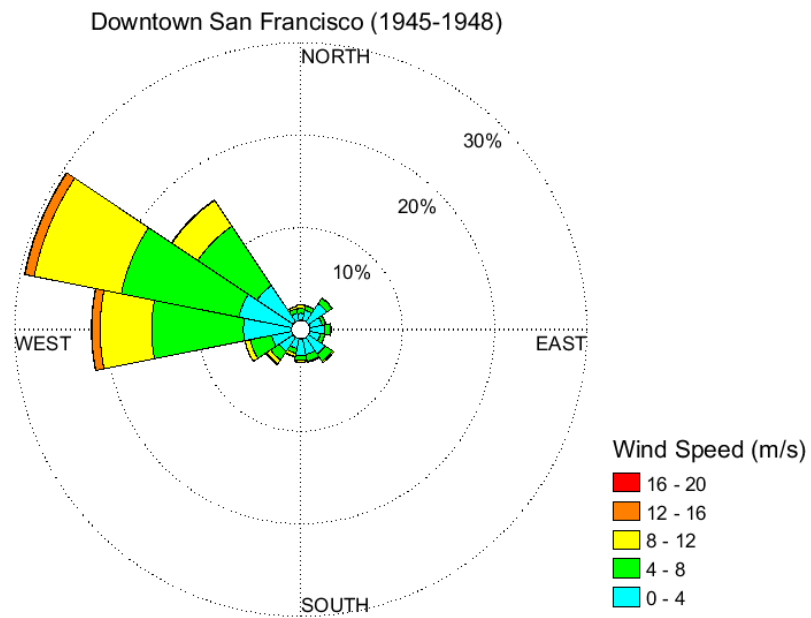 Downtown San Francisco (1945-1948)
NORTH
30%
20%
10%
WEST
EAST
SOUTH
Wind Speed (m/s)
16 - 20
12 - 16
8 - 12
4 - 8
0 - 4